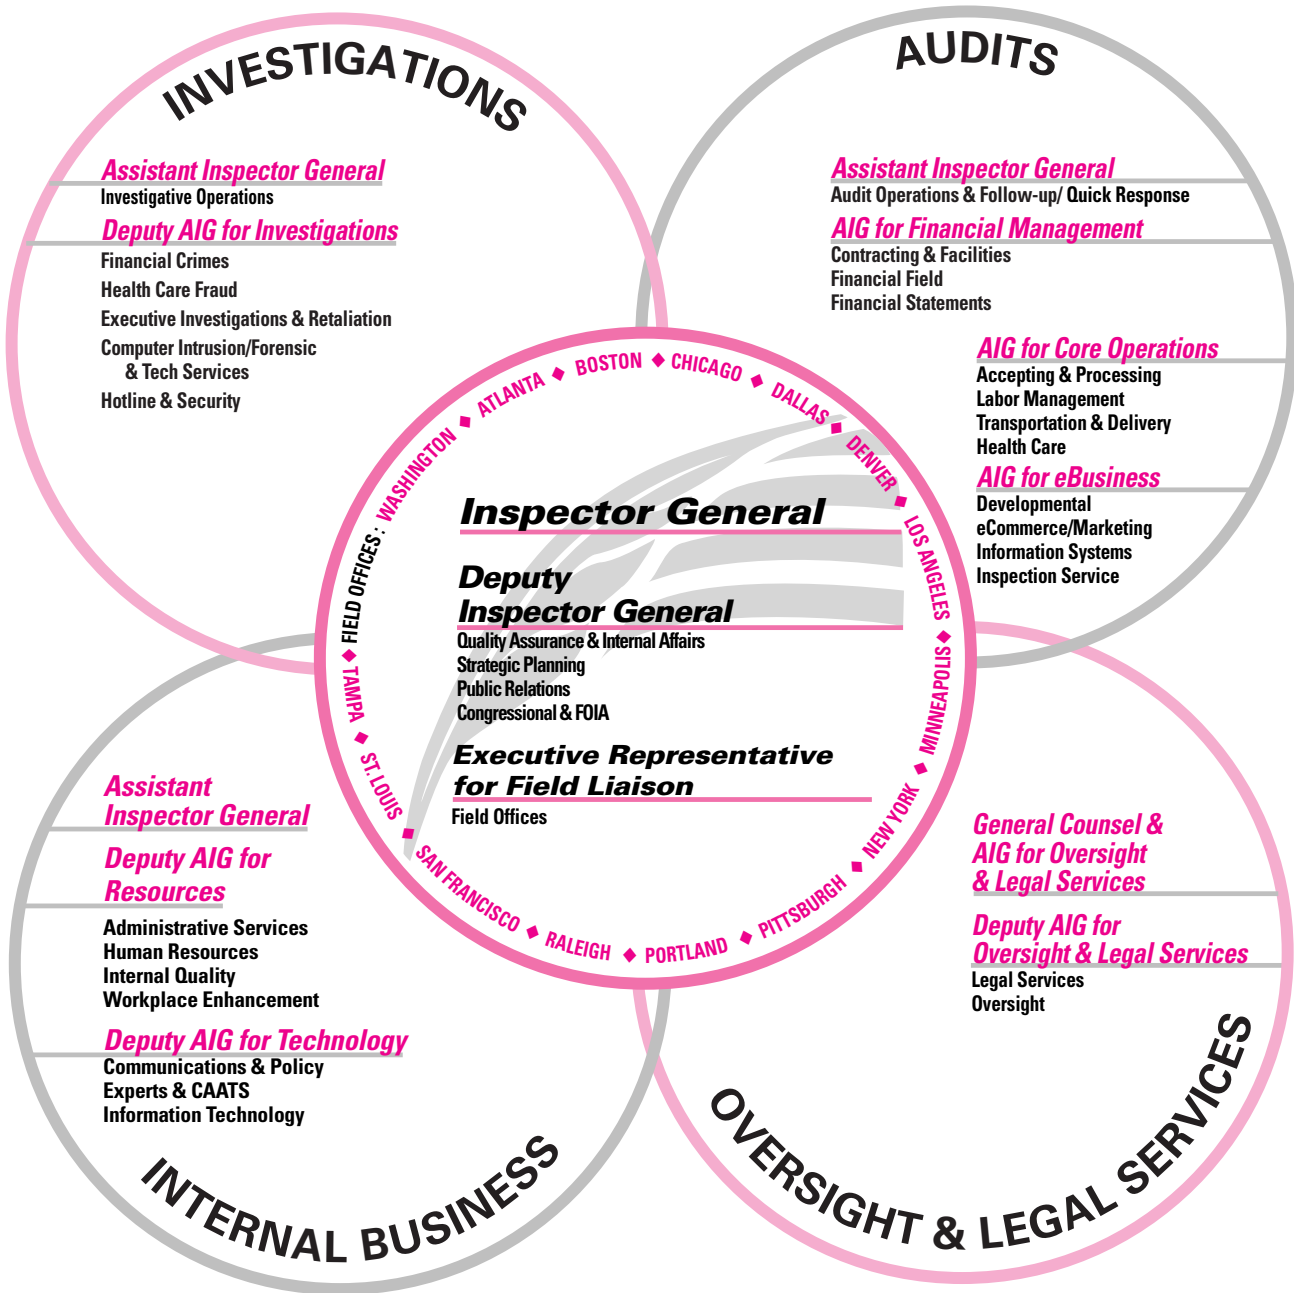 INVESTIGATIONS
Assistant Inspector General
Investigative Operations
Deputy AIG for Investigations
Financial Crimes
Health Care Fraud
Executive Investigations & Retaliation
Computer Intrusion/Forensic
& Tech Services
Hotline & Security
AUDITS
Assistant Inspector General
Audit Operations & Follow-up/ Quick Response
AIG for Financial Management
Contracting & Facilities
Financial Field
Financial Statements
AIG for Core Operations
Accepting & Processing
Labor Management
Transportation & Delivery
Health Care
AIG for eBusiness
Developmental
eCommerce/Marketing
Information Systems
Inspection Service
FIELD OFFICES: WASHINGTON ◆ ATLANTA ◆ BOSTON ◆ CHICAGO ◆ DALLAS ◆ DENVER ◆ LOS ANGELES ◆ MINNEAPOLIS ◆ NEW YORK ◆ PITTSBURGH ◆ PORTLAND ◆ RALEIGH ◆ SAN FRANCISCO ◆ ST. LOUIS ◆ TAMPA ◆
Inspector General
Deputy
Inspector General
Quality Assurance & Internal Affairs
Strategic Planning
Public Relations
Congressional & FOIA
Executive Representative
for Field Liaison
Field Offices
Assistant
Inspector General
Deputy AIG for
Resources
Administrative Services
Human Resources
Internal Quality
Workplace Enhancement
Deputy AIG for Technology
Communications & Policy
Experts & CAATS
Information Technology
INTERNAL BUSINESS
General Counsel &
AIG for Oversight
& Legal Services
Deputy AIG for
Oversight & Legal Services
Legal Services
Oversight
OVERSIGHT & LEGAL SERVICES